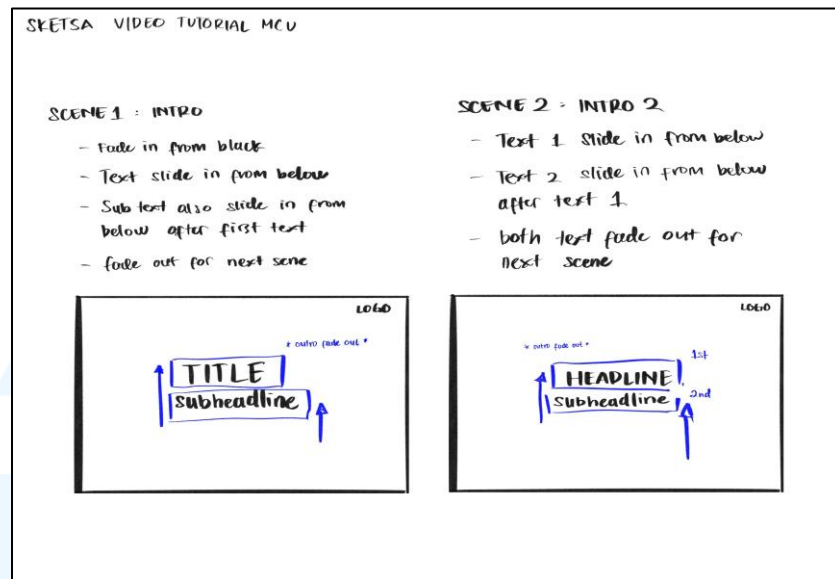 SKETSA VIDEO TUTORIAL MCU
SCENE 1 : INTRO
- Fade in from black
- Text slide in from below
- Sub text also slide in from
below after first text
- fade out for next sene
LOGO
* outro fade out *
TITLE
subheadline
SCENE 2 : INTRO 2
- Text 1 slide in from below
- Text 2 slide in from below
after text 1
- both text fade out for
next scene
LOGO
* outro fade out *
1st
HEADLINE
2nd
subheadline